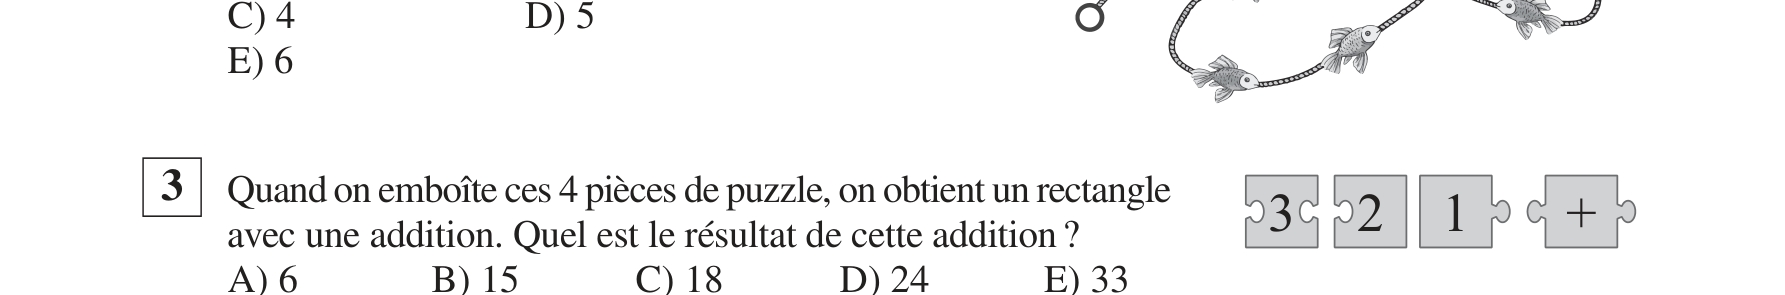 C) 4 D) 5
E) 6
3 Quand on emboîte ces 4 pièces de puzzle, on obtient un rectangle
avec une addition. Quel est le résultat de cette addition ?
3 2 1 +
A) 6 B) 15 C) 18 D) 24 E) 33